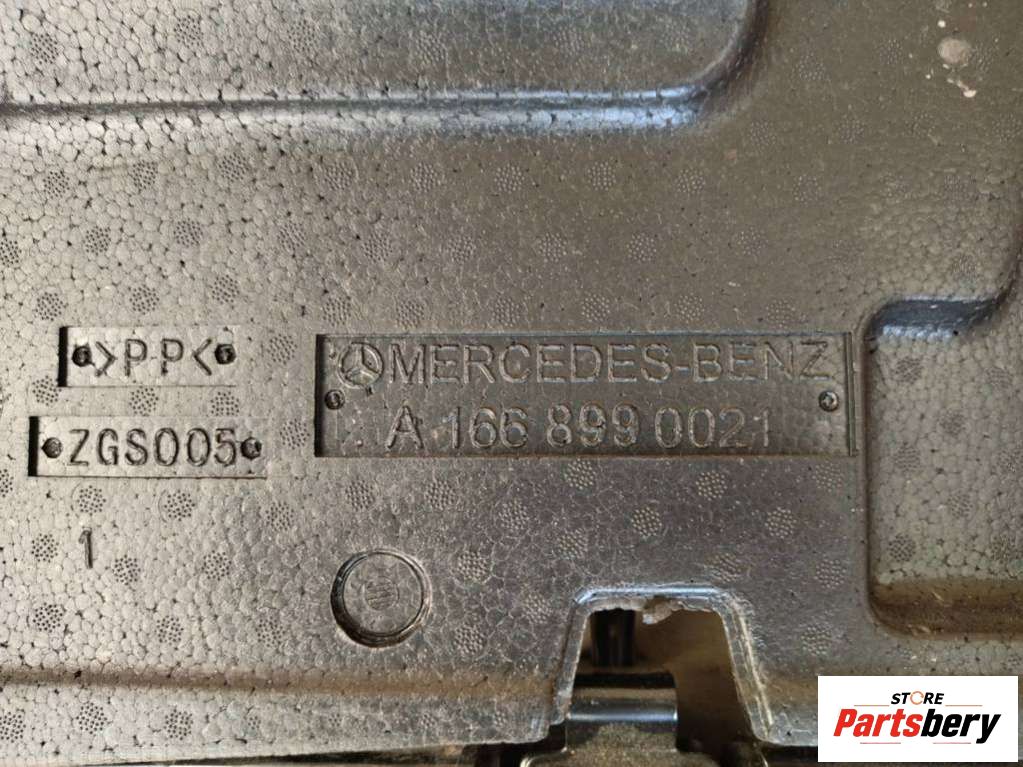 >PP<
ZGS005
1
MERCEDES-BENZ
A 166 899 0021
STORE
Partsbery